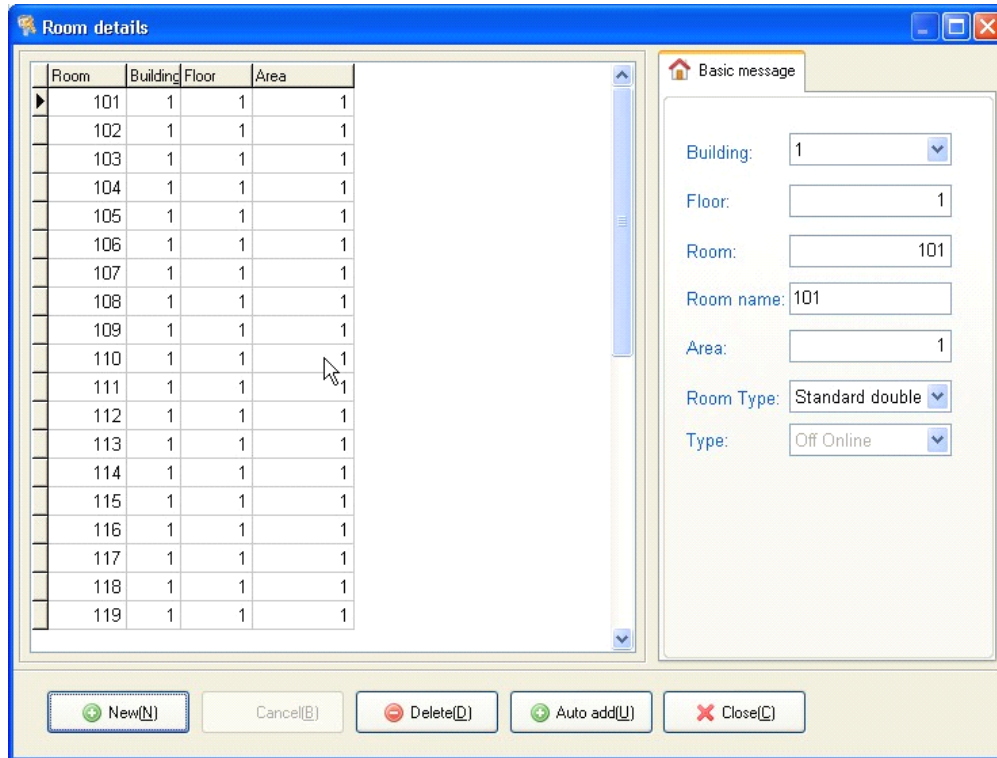 Room details
Room Building Floor Area
101 1 1 1
102 1 1 1
103 1 1 1
104 1 1 1
105 1 1 1
106 1 1 1
107 1 1 1
108 1 1 1
109 1 1 1
110 1 1 1
111 1 1 1
112 1 1 1
113 1 1 1
114 1 1 1
115 1 1 1
116 1 1 1
117 1 1 1
118 1 1 1
119 1 1 1
Basic message
Building: 1
Floor: 1
Room: 101
Room name: 101
Area: 1
Room Type: Standard double
Type: Off Online
New(N) Cancel(B) Delete(D) Auto add(U) Close(C)